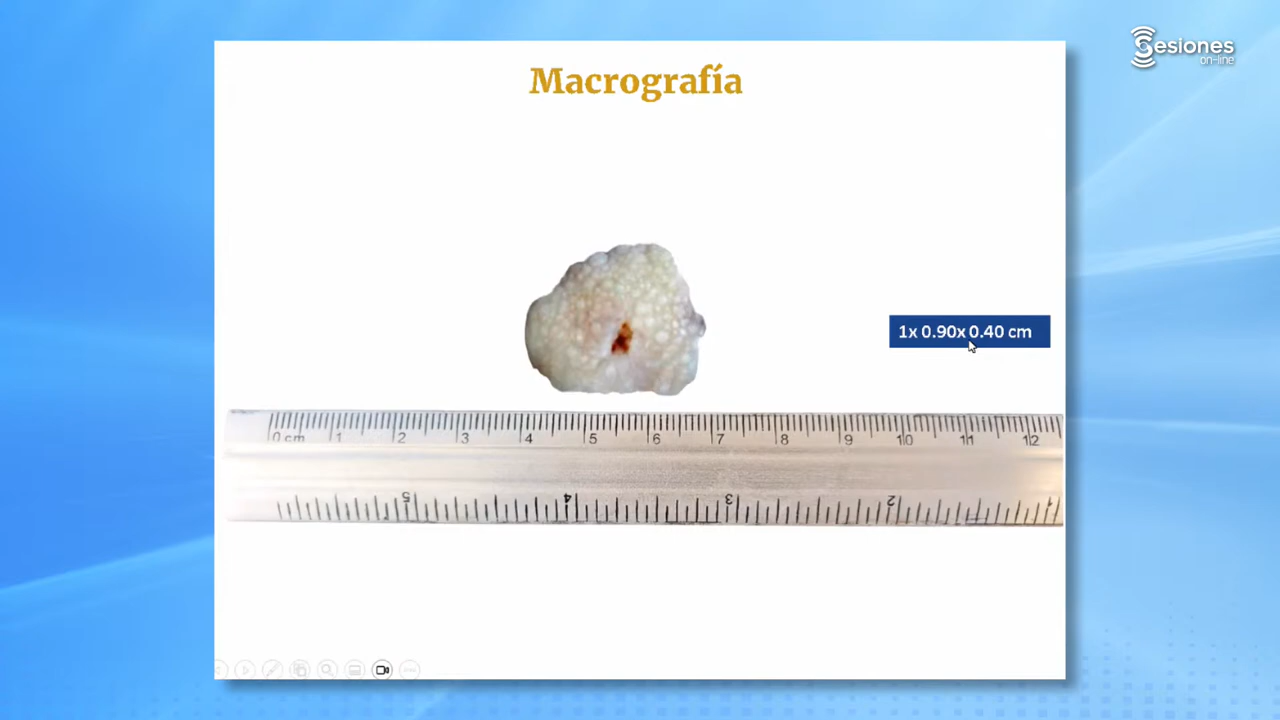 Sesiones
on-line
Macrografía
1x 0.90x 0.40 cm
0 cm 1 2 3 4 5 6 7 8 9 10 11 12
5 4 3 2 1